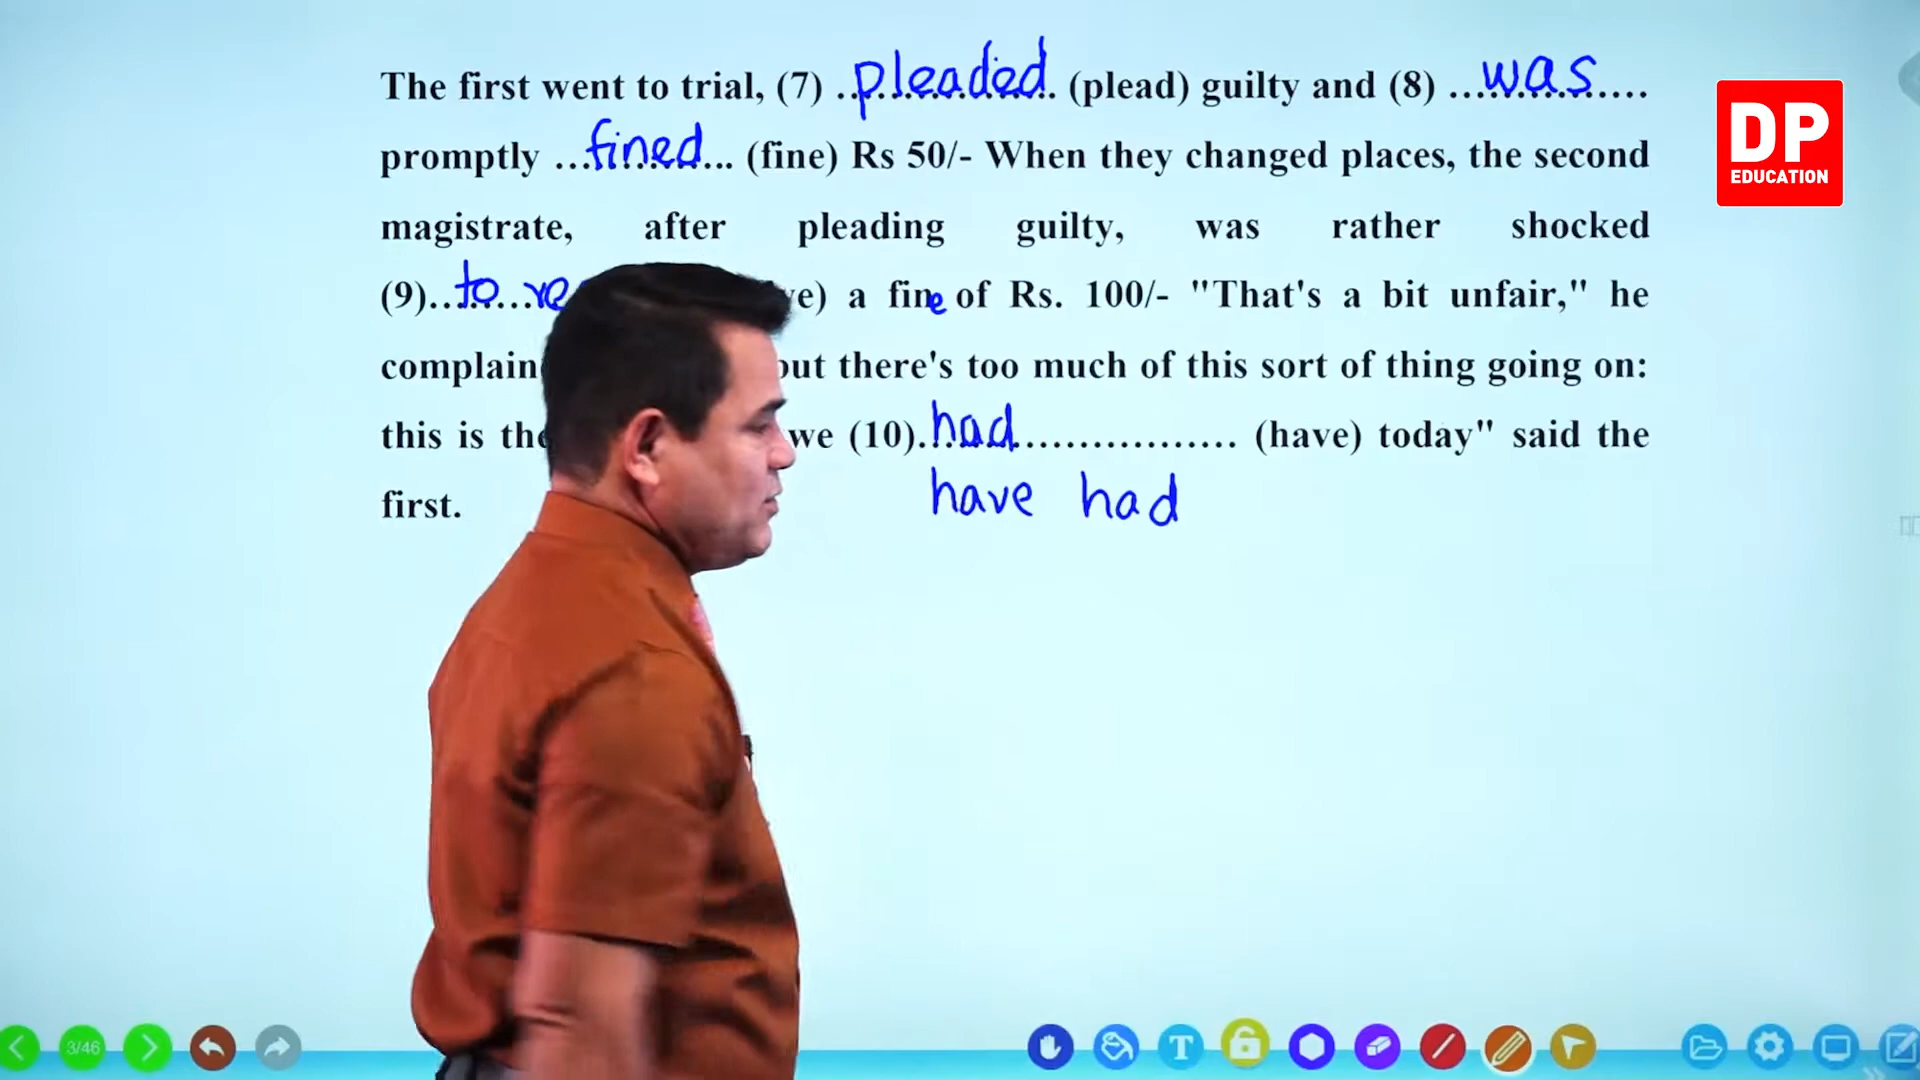 The first went to trial, (7) ...pleaded... (plead) guilty and (8) ...was...
promptly ...fined... (fine) Rs 50/- When they changed places, the second
magistrate, after pleading guilty, was rather shocked
(9)...to re a fine of Rs. 100/- "That's a bit unfair," he
there's too much of this sort of thing going on:
this is we (10)...had... (have) today" said the
have had
first.
DP
EDUCATION
3/46
T